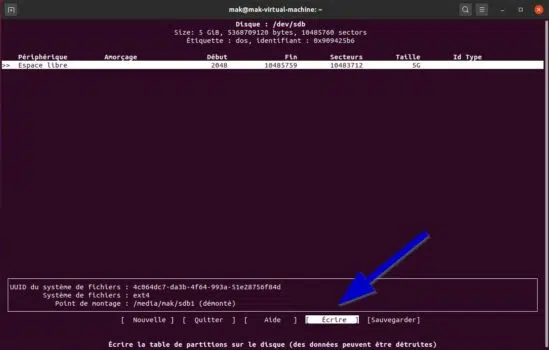 mak@mak-virtual-machine: ~
Disque : /dev/sdb
Size: 5 GiB, 5368709120 bytes, 10485760 sectors
Étiquette : dos, identifiant : 0x909425b6
Périphérique Amorçage Début Fin Secteurs Taille Id Type
>> Espace libre 2048 10485759 10483712 5G
UUID du système de fichiers : 4c864dc7-da3b-4f64-993a-51e28756f84d
Système de fichiers : ext4
Point de montage : /media/mak/sdb1 (démonté)
[ Nouvelle ] [ Quitter ] [ Aide ] [ Écrire ] [Sauvegarder]
Écrire la table de partitions sur le disque (des données peuvent être détruites)